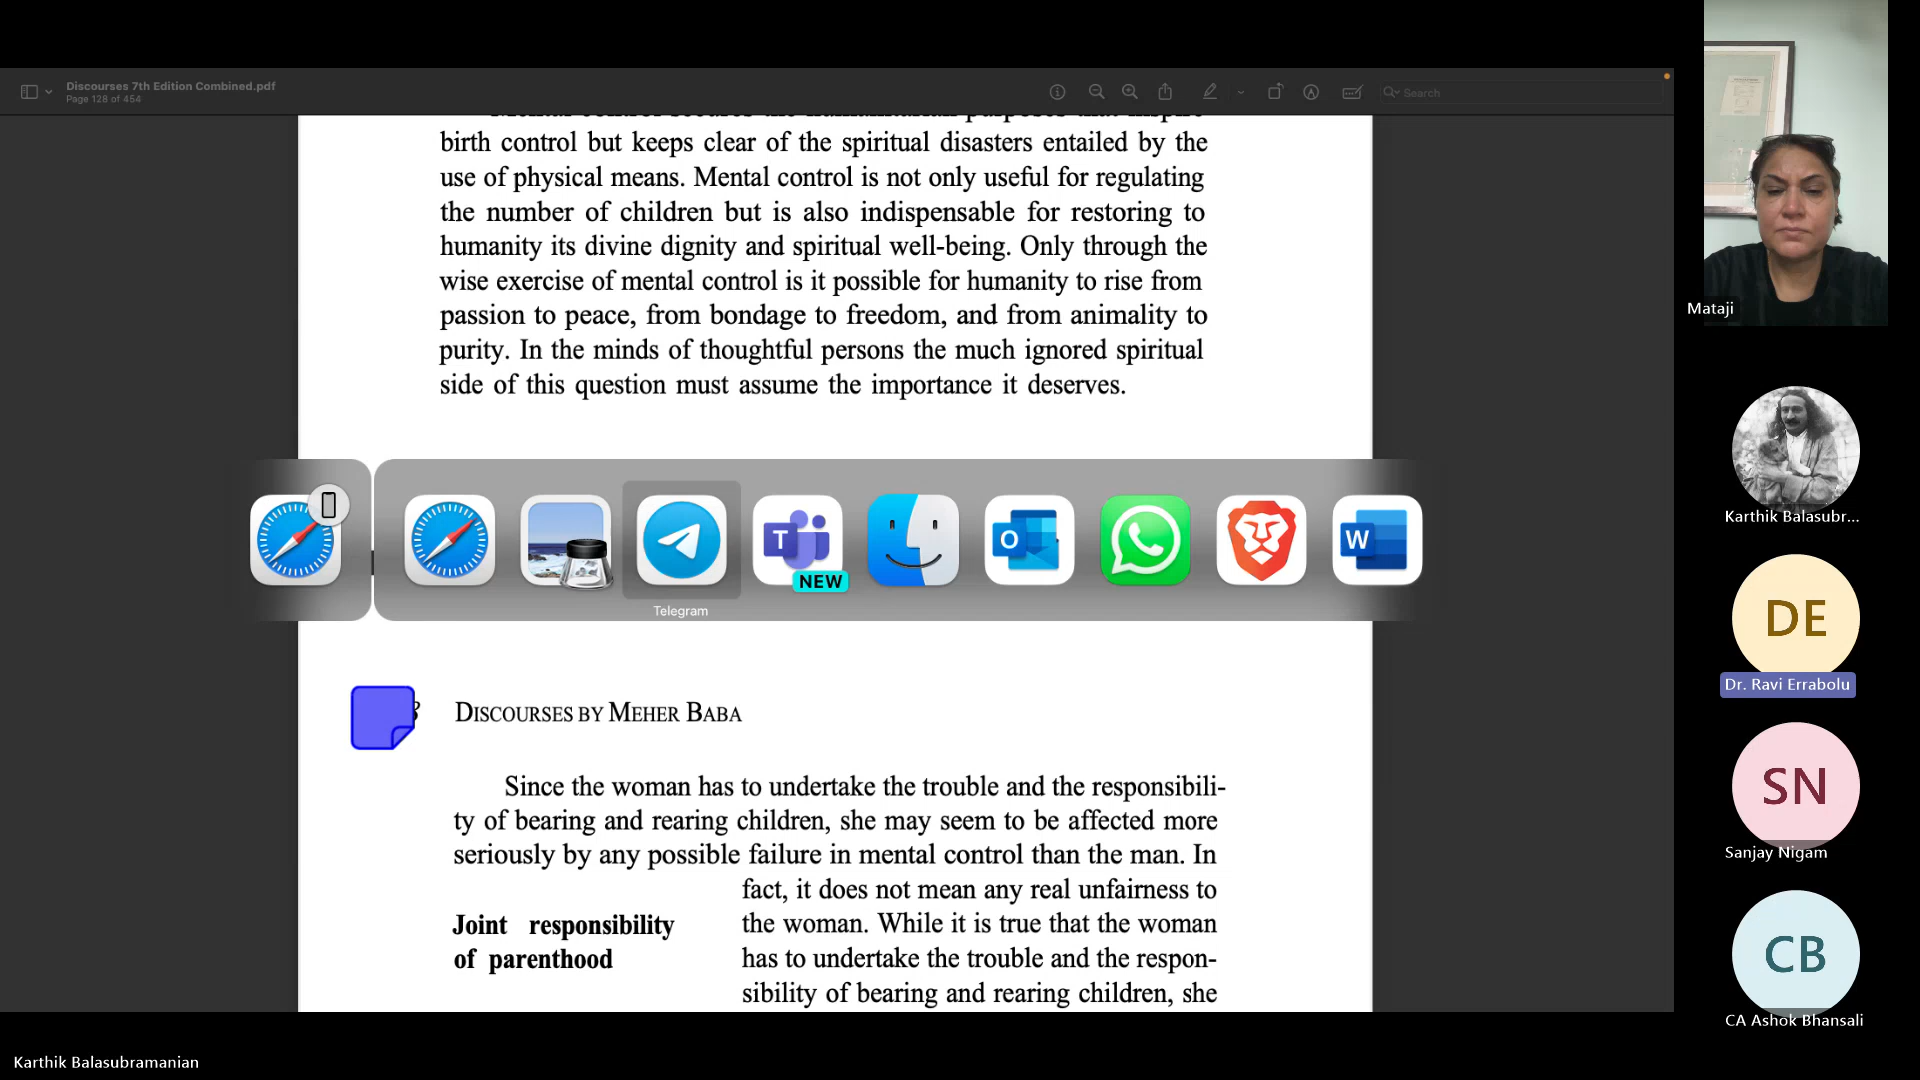 Discourses 7th Edition Combined.pdf
Page 128 of 454
Search
Mental control secures the humanitarian purposes that inspire
birth control but keeps clear of the spiritual disasters entailed by the
use of physical means. Mental control is not only useful for regulating
the number of children but is also indispensable for restoring to
humanity its divine dignity and spiritual well-being. Only through the
wise exercise of mental control is it possible for humanity to rise from
passion to peace, from bondage to freedom, and from animality to
purity. In the minds of thoughtful persons the much ignored spiritual
side of this question must assume the importance it deserves.
T
NEW
O
W
Telegram
DISCOURSES BY MEHER BABA
Since the woman has to undertake the trouble and the responsibili-
ty of bearing and rearing children, she may seem to be affected more
seriously by any possible failure in mental control than the man. In
fact, it does not mean any real unfairness to
the woman. While it is true that the woman
has to undertake the trouble and the respon-
sibility of bearing and rearing children, she
Joint responsibility
of parenthood
Mataji
Karthik Balasubr...
DE
Dr. Ravi Errabolu
SN
Sanjay Nigam
CB
CA Ashok Bhansali
Karthik Balasubramanian